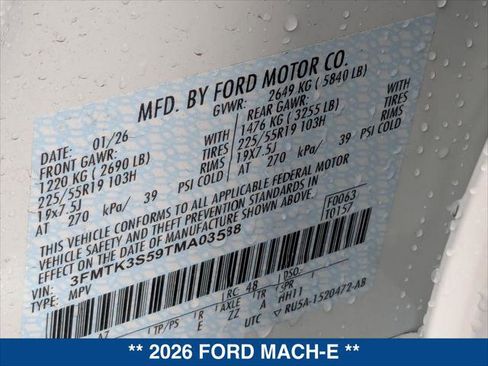 MFD. BY FORD MOTOR CO.
DATE: 01/26 GVWR: 2649 KG ( 5840 LB)
FRONT GAWR: WITH REAR GAWR: WITH
1220 KG ( 2690 LB) TIRES 1476 KG ( 3255 LB) TIRES
225/55R19 103H RIMS 225/55R19 103H RIMS
19x7.5J 19x7.5J
AT 270 kPa/ 39 PSI COLD AT 270 kPa/ 39 PSI COLD
THIS VEHICLE CONFORMS TO ALL APPLICABLE FEDERAL MOTOR
VEHICLE SAFETY AND THEFT PREVENTION STANDARDS IN
EFFECT ON THE DATE OF MANUFACTURE SHOWN ABOVE.
F0063
T0157
VIN: 3FMTK3S59TMA03538
TYPE: MPV
RC: 48 DSO:
TP/PS R AXLE TR SPR
E A HH11
UTC RU5A-1520472-AB
** 2026 FORD MACH-E **